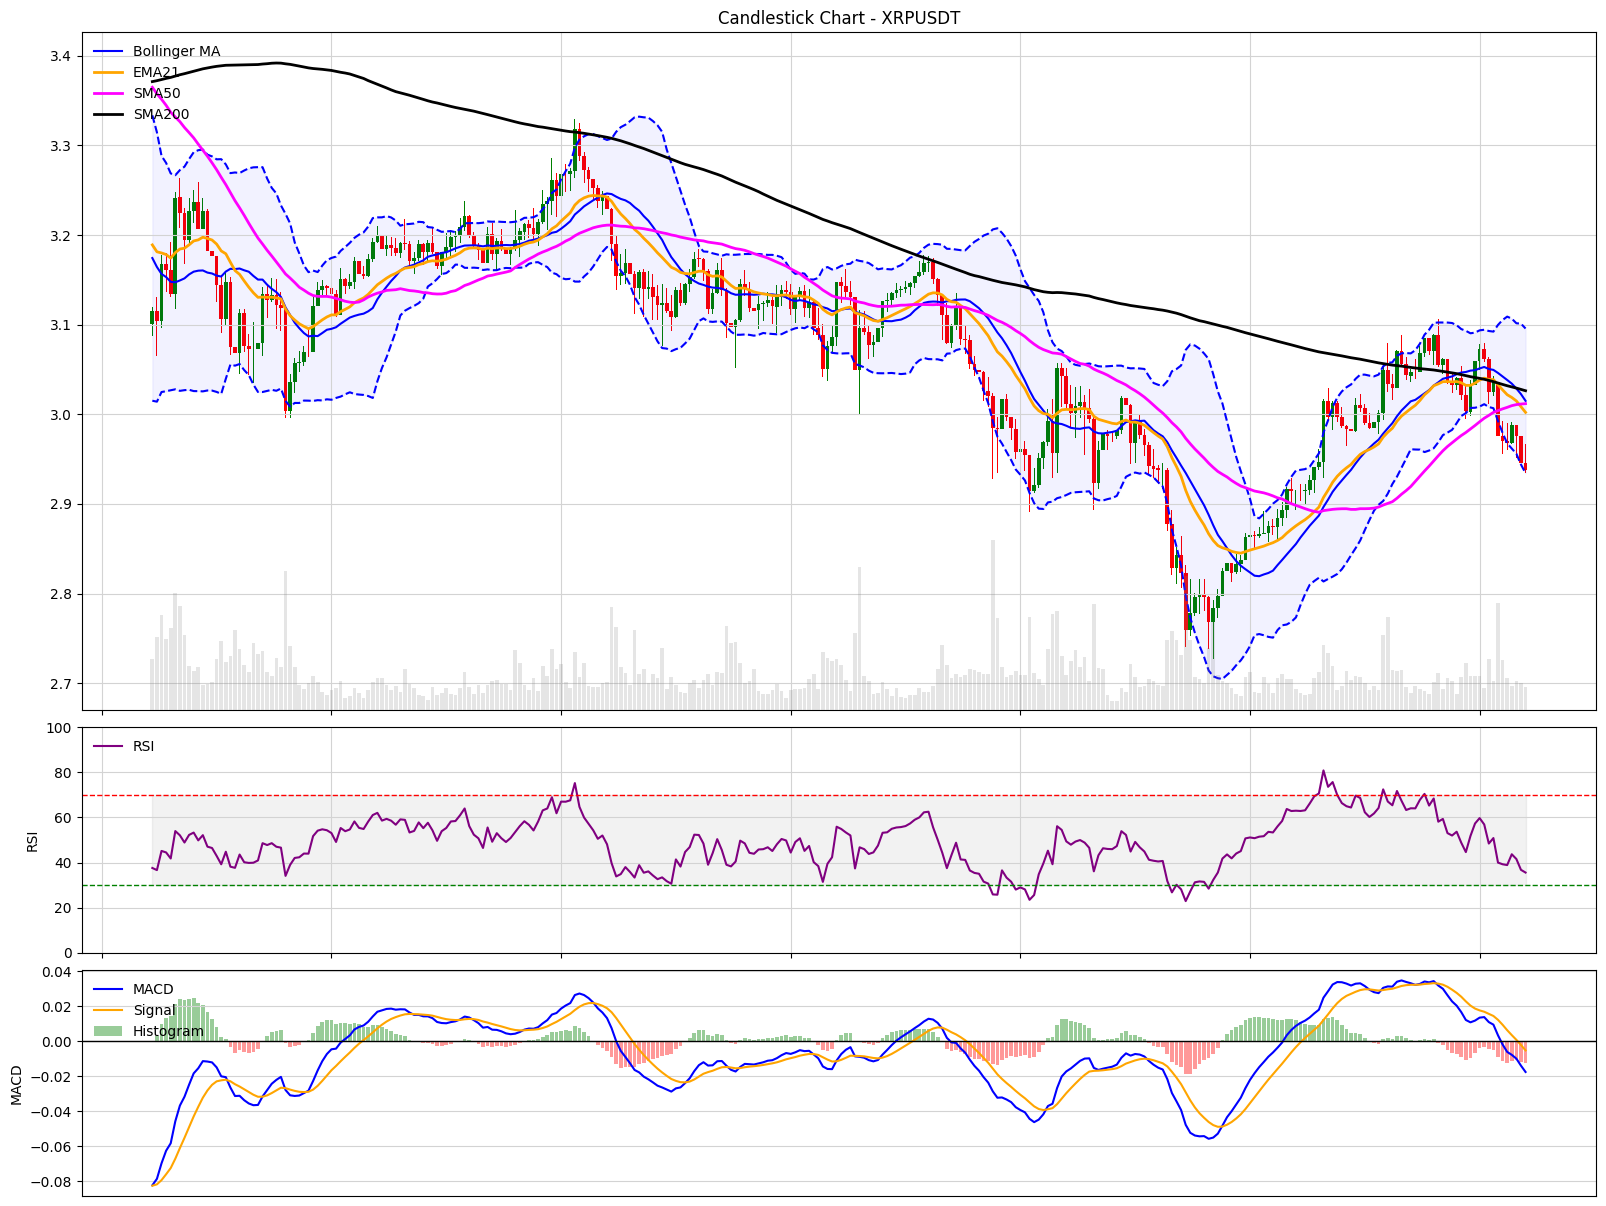 Candlestick Chart - XRPUSDT
Bollinger MA
EMA21
SMA50
SMA200
3.4
3.3
3.2
3.1
3.0
2.9
2.8
2.7
RSI
100
80
60
40
20
0
RSI
MACD
Signal
Histogram
0.04
0.02
0.00
−0.02
−0.04
−0.06
−0.08
MACD